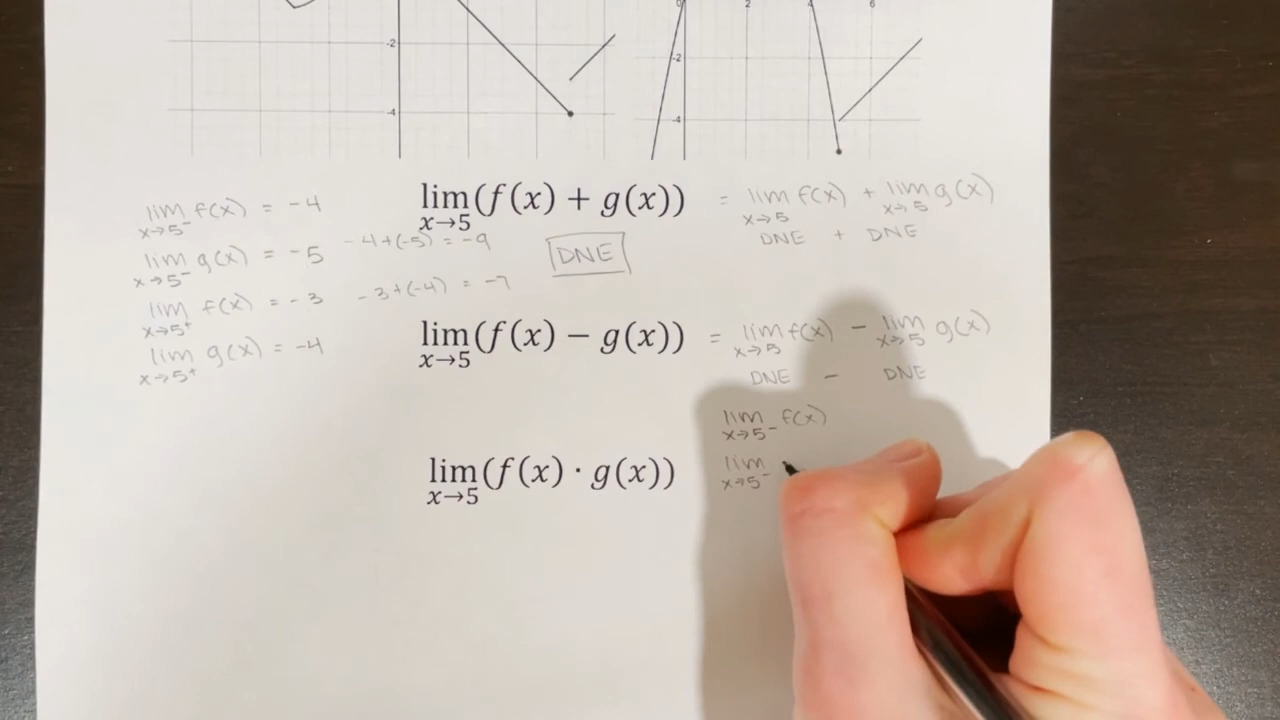 0 2 4 6
-2 -2
-4 -4
lim x→5⁻ f(x) = -4
lim x→5 (f(x) + g(x)) = lim x→5 f(x) + lim x→5 g(x)
DNE + DNE
lim x→5⁻ g(x) = -5 -4+(-5) = -9 DNE
lim x→5⁺ f(x) = -3 -3+(-4) = -7
lim x→5⁺ g(x) = -4
lim x→5 (f(x) − g(x)) = lim x→5 f(x) − lim x→5 g(x)
DNE − DNE
lim x→5⁻ f(x)
lim x→5 (f(x) · g(x)) lim x→5⁻